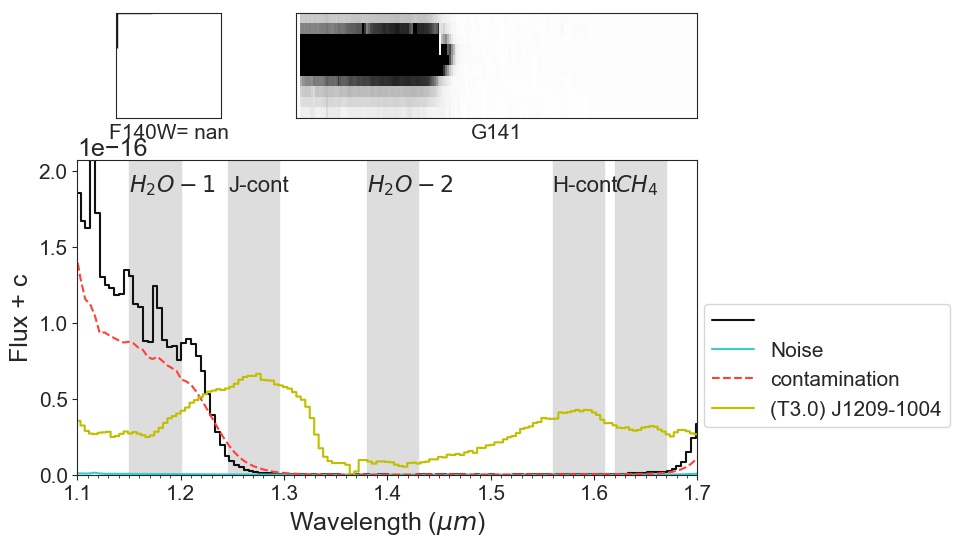 F140W= nan
G141
1e−16
H₂O − 1
J-cont
H₂O − 2
H-cont
CH₄
2.0
1.5
1.0
0.5
0.0
Flux + c
1.1
1.2
1.3
1.4
1.5
1.6
1.7
Wavelength (μm)
Noise
contamination
(T3.0) J1209-1004